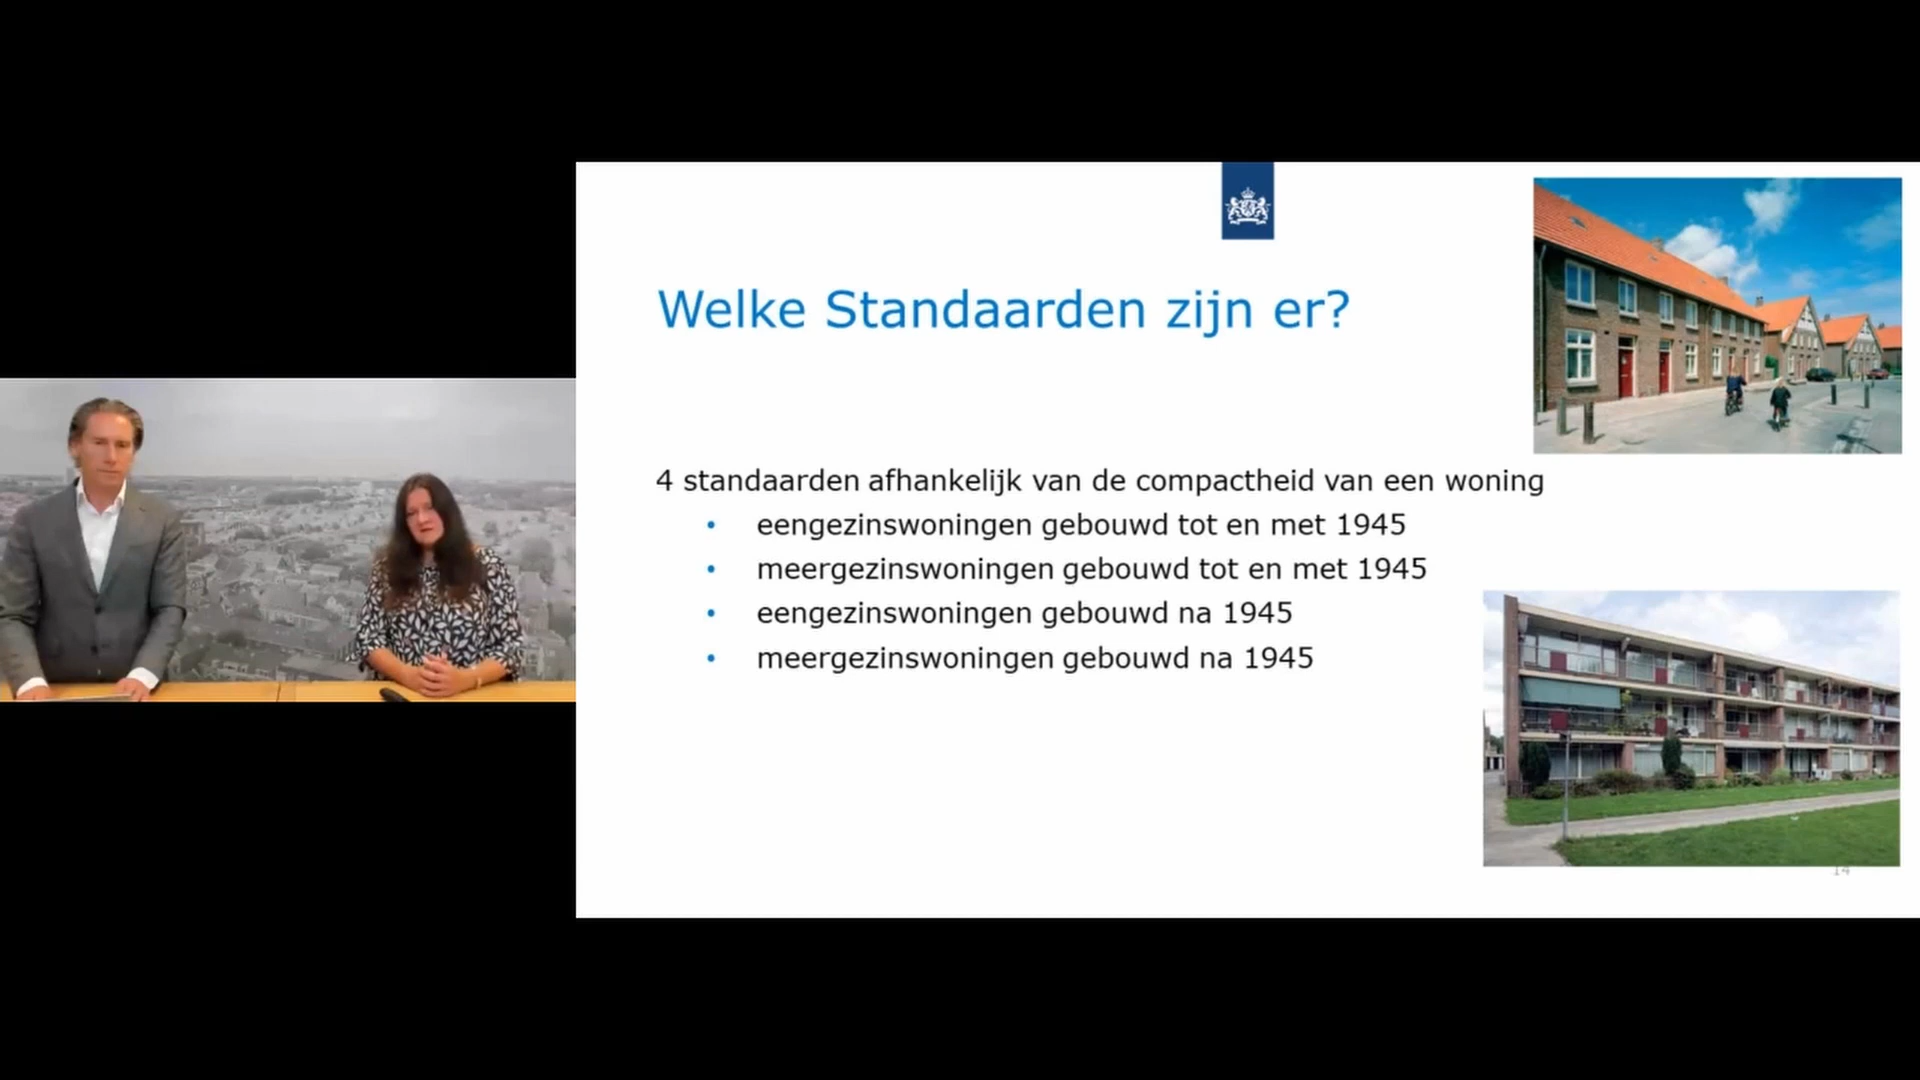 Welke Standaarden zijn er?
4 standaarden afhankelijk van de compactheid van een woning
• eengezinswoningen gebouwd tot en met 1945
• meergezinswoningen gebouwd tot en met 1945
• eengezinswoningen gebouwd na 1945
• meergezinswoningen gebouwd na 1945
14